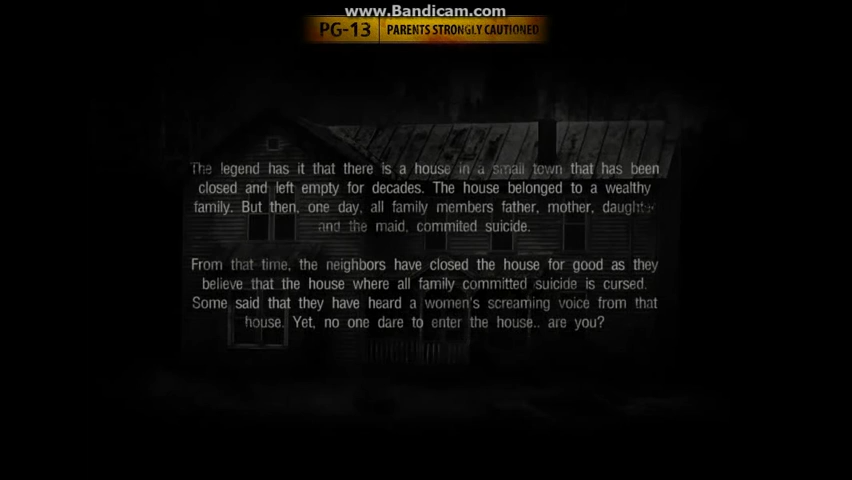 www.Bandicam.com
PG-13 PARENTS STRONGLY CAUTIONED
The legend has it that there is a house in a small town that has been
closed and left empty for decades. The house belonged to a wealthy
family. But then, one day, all family members father, mother, daughter
and the maid, commited suicide.
From that time, the neighbors have closed the house for good as they
believe that the house where all family committed suicide is cursed.
Some said that they have heard a women's screaming voice from that
house. Yet, no one dare to enter the house.. are you?